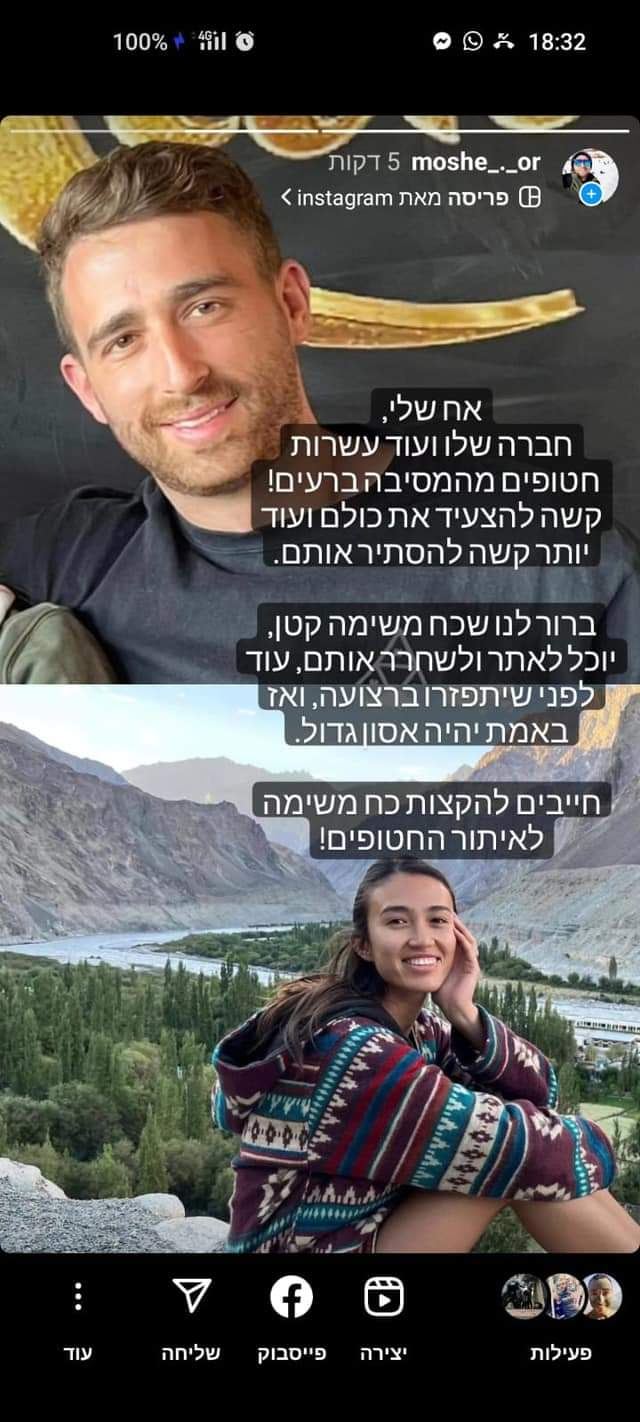 100% 4G 18:32
moshe_._or 5 דקות
פריסה מאת instagram
אח שלי,
חברה שלו ועוד עשרות
חטופים מהמסיבה ברעים!
קשה להצעיד את כולם ועוד
יותר קשה להסתיר אותם.
ברור לנו שכח משימה קטן,
יוכל לאתר ולשחרר אותם, עוד
לפני שיתפזרו ברצועה, ואז
באמת יהיה אסון גדול.
חייבים להקצות כח משימה
לאיתור החטופים!
פעילות
יצירה
פייסבוק
שליחה
עוד